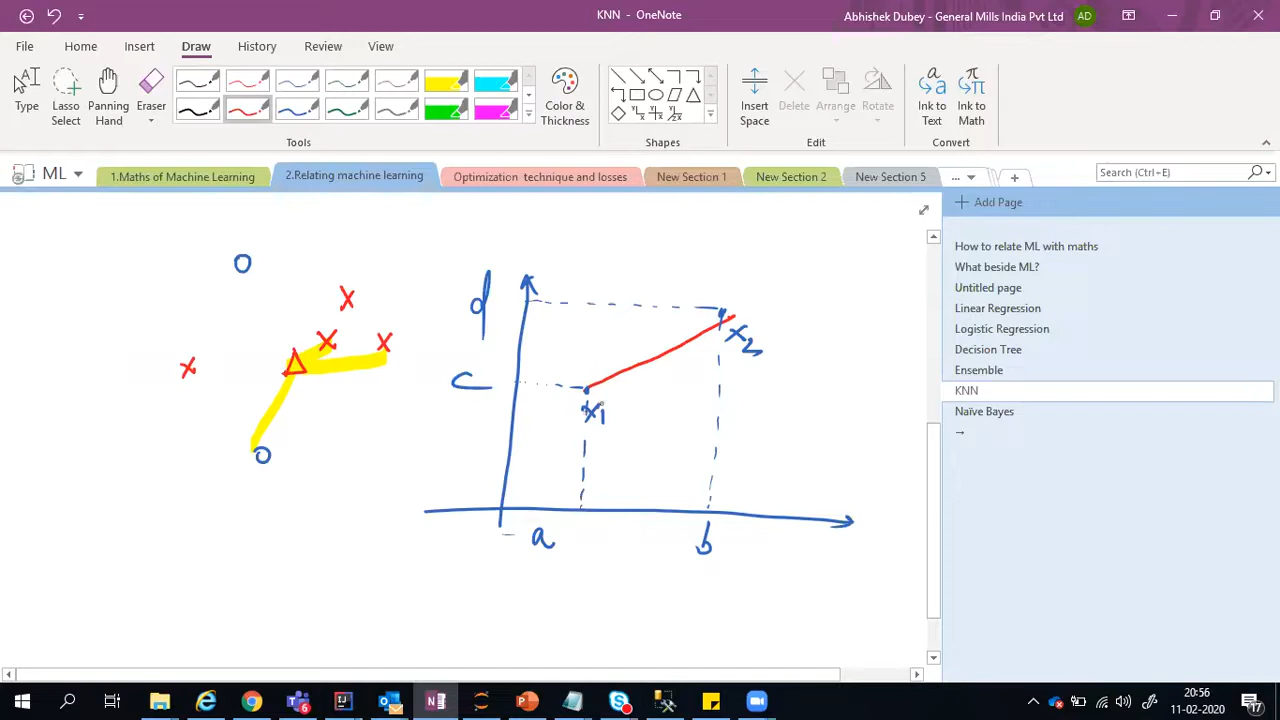 KNN - OneNote
Abhishek Dubey - General Mills India Pvt Ltd
AD
File Home Insert Draw History Review View
Type
Lasso Select
Panning Hand
Eraser
Color & Thickness
Insert Space
Delete
Arrange
Rotate
Ink to Text
Ink to Math
Tools
Shapes
Edit
Convert
ML
1.Maths of Machine Learning
2.Relating machine learning
Optimization technique and losses
New Section 1
New Section 2
New Section 5
...
Search (Ctrl+E)
Add Page
How to relate ML with maths
What beside ML?
Untitled page
Linear Regression
Logistic Regression
Decision Tree
Ensemble
KNN
Naïve Bayes
→
O
X
X
X
X
O
d
x2
c
x1
a
b
20:56
11-02-2020
17